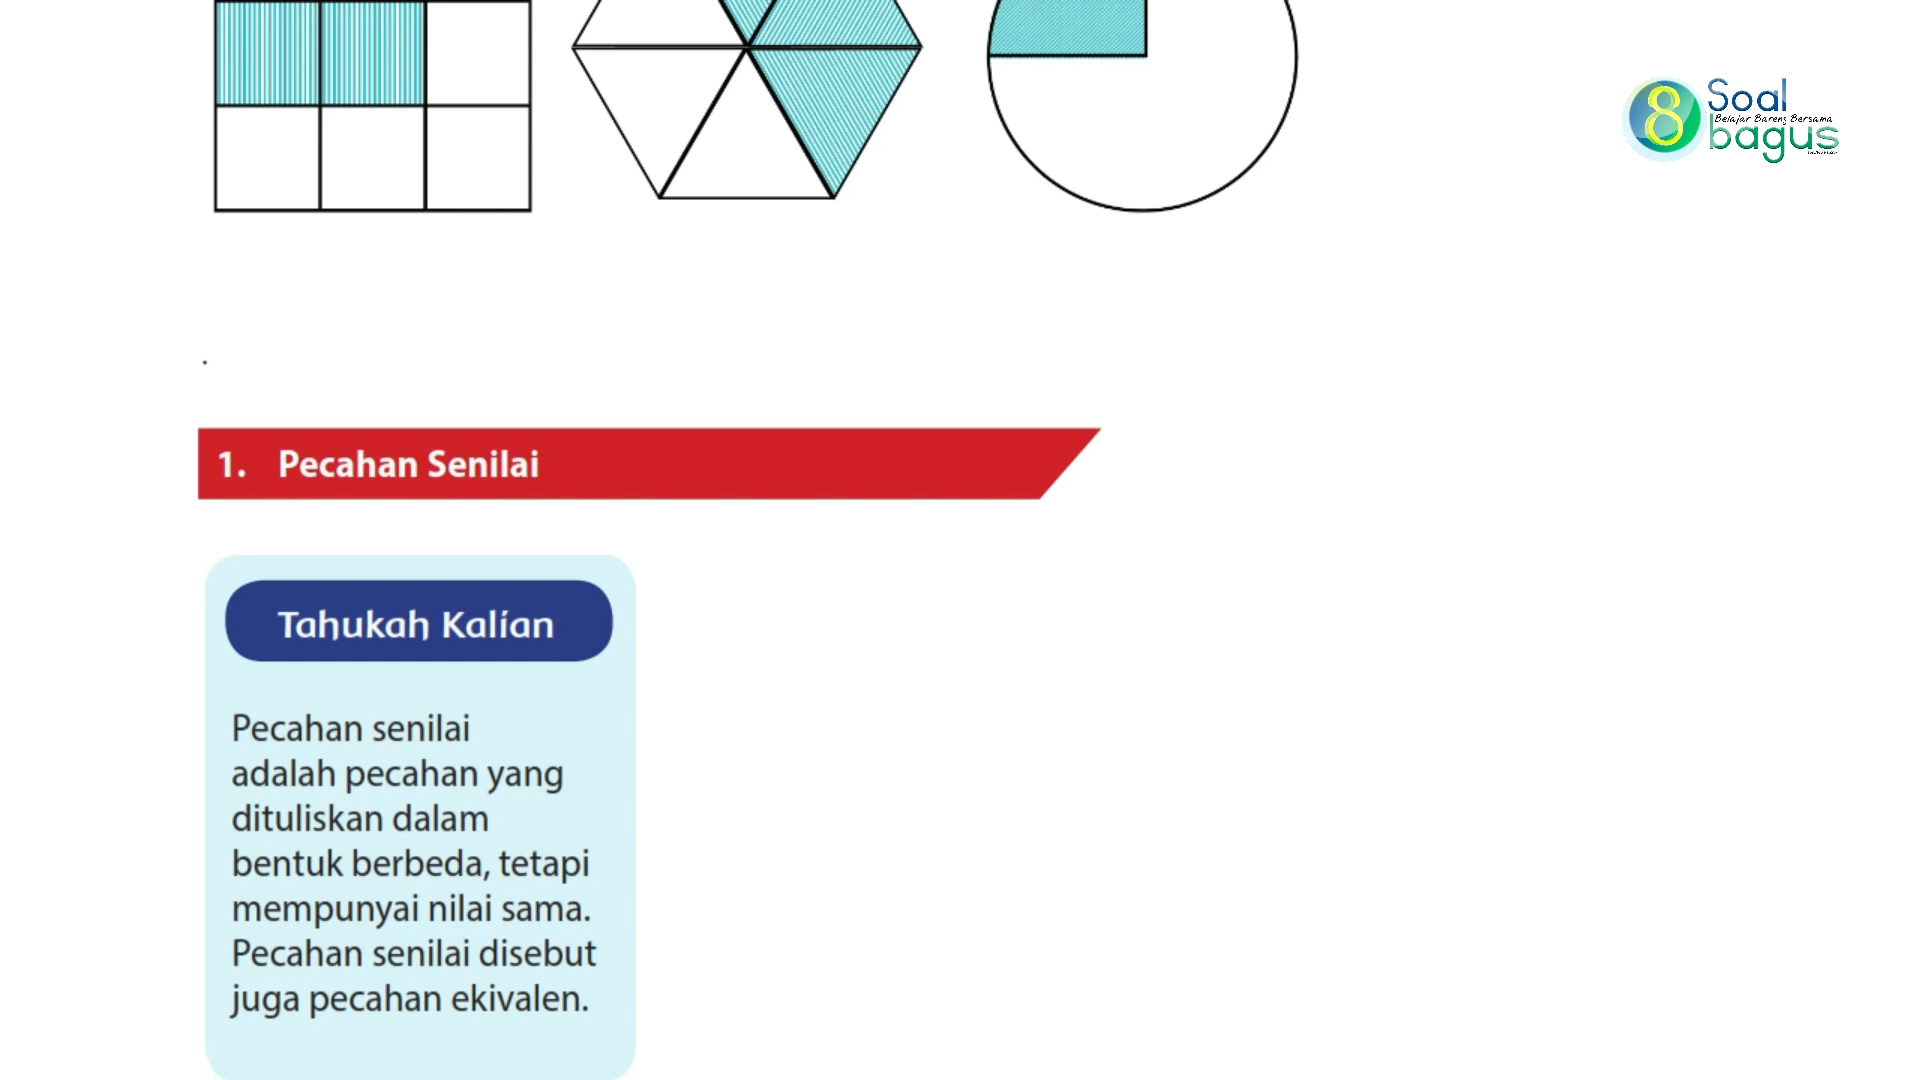 8 Soal
Belajar Bareng Bersama
bagus
1. Pecahan Senilai
Tahukah Kalian
Pecahan senilai
adalah pecahan yang
dituliskan dalam
bentuk berbeda, tetapi
mempunyai nilai sama.
Pecahan senilai disebut
juga pecahan ekivalen.